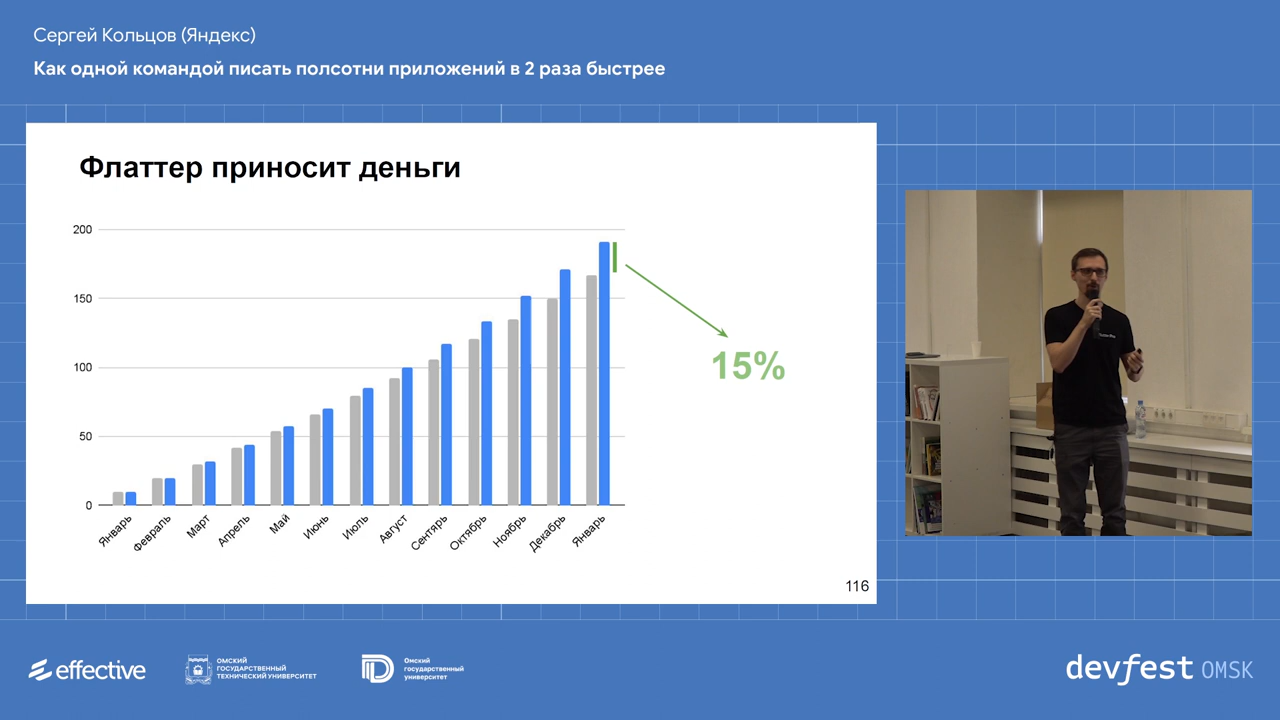 Сергей Кольцов (Яндекс)
Как одной командой писать полсотни приложений в 2 раза быстрее
Флаттер приносит деньги
200
150
100
50
0
15%
Январь
Февраль
Март
Апрель
Май
Июнь
Июль
Август
Сентярь
Октябрь
Ноябрь
Декабрь
Январь
116
effective
ОМСКИЙ
ГОСУДАРСТВЕННЫЙ
ТЕХНИЧЕСКИЙ УНИВЕРСИТЕТ
Омский
государственный
университет
devfest OMSK